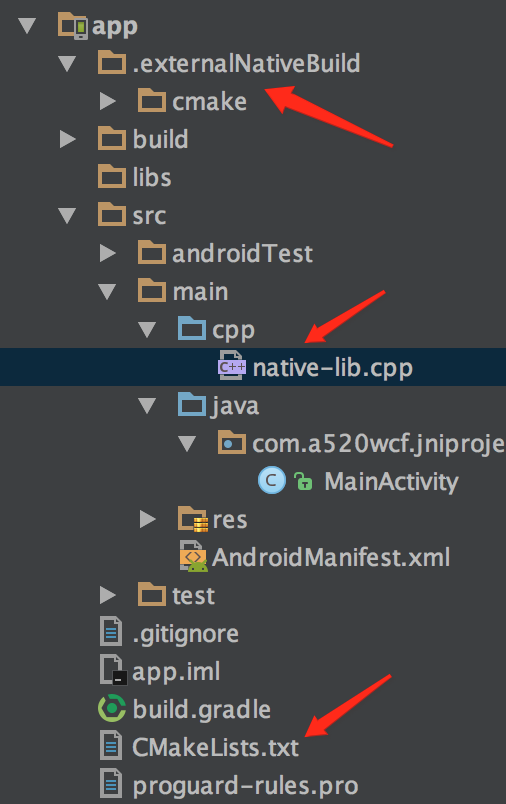 app
.externalNativeBuild
cmake
build
libs
src
androidTest
main
cpp
C++ native-lib.cpp
java
com.a520wcf.jniproje
C MainActivity
res
AndroidManifest.xml
test
.gitignore
app.iml
build.gradle
CMakeLists.txt
proguard-rules.pro